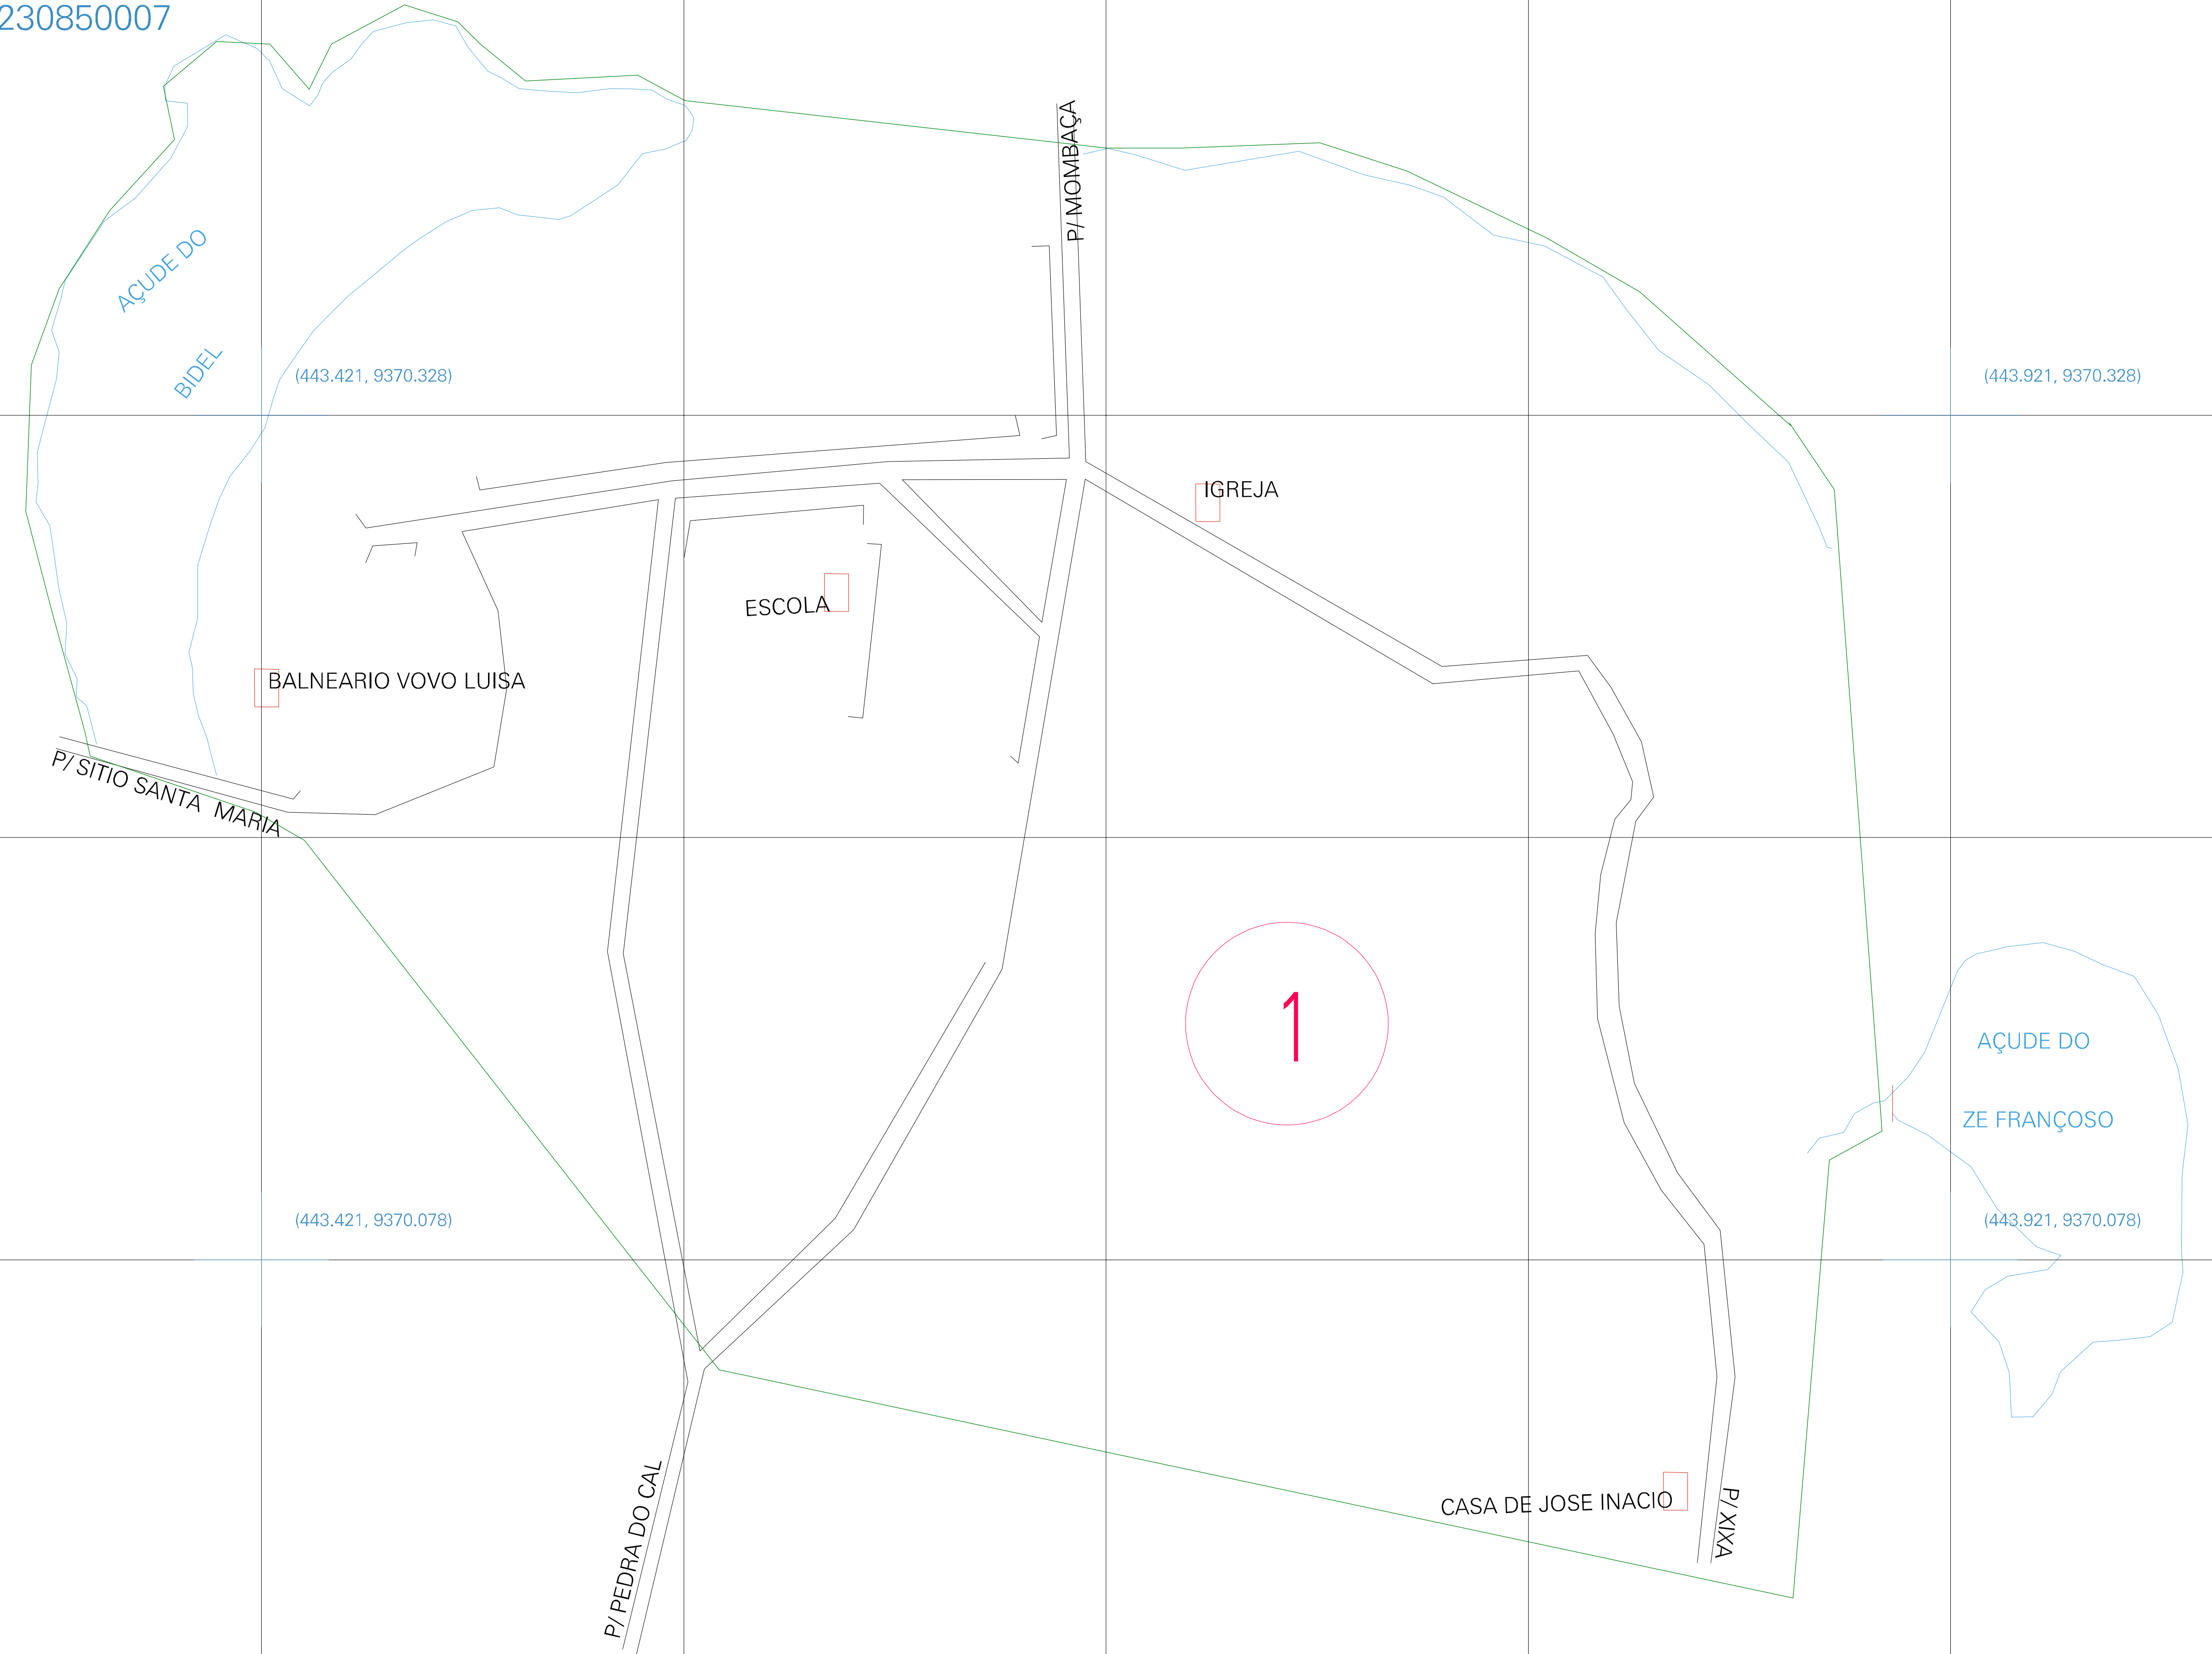 230850007
P/ MOMBAÇA
AÇUDE DO
BIDEL
(443.421, 9370.328)
(443.921, 9370.328)
IGREJA
ESCOLA
BALNEARIO VOVO LUISA
P/ SITIO SANTA MARIA
1
AÇUDE DO
ZE FRANÇOSO
(443.421, 9370.078)
(443.921, 9370.078)
CASA DE JOSE INACIO
P/ XIXA
P/ PEDRA DO CAL